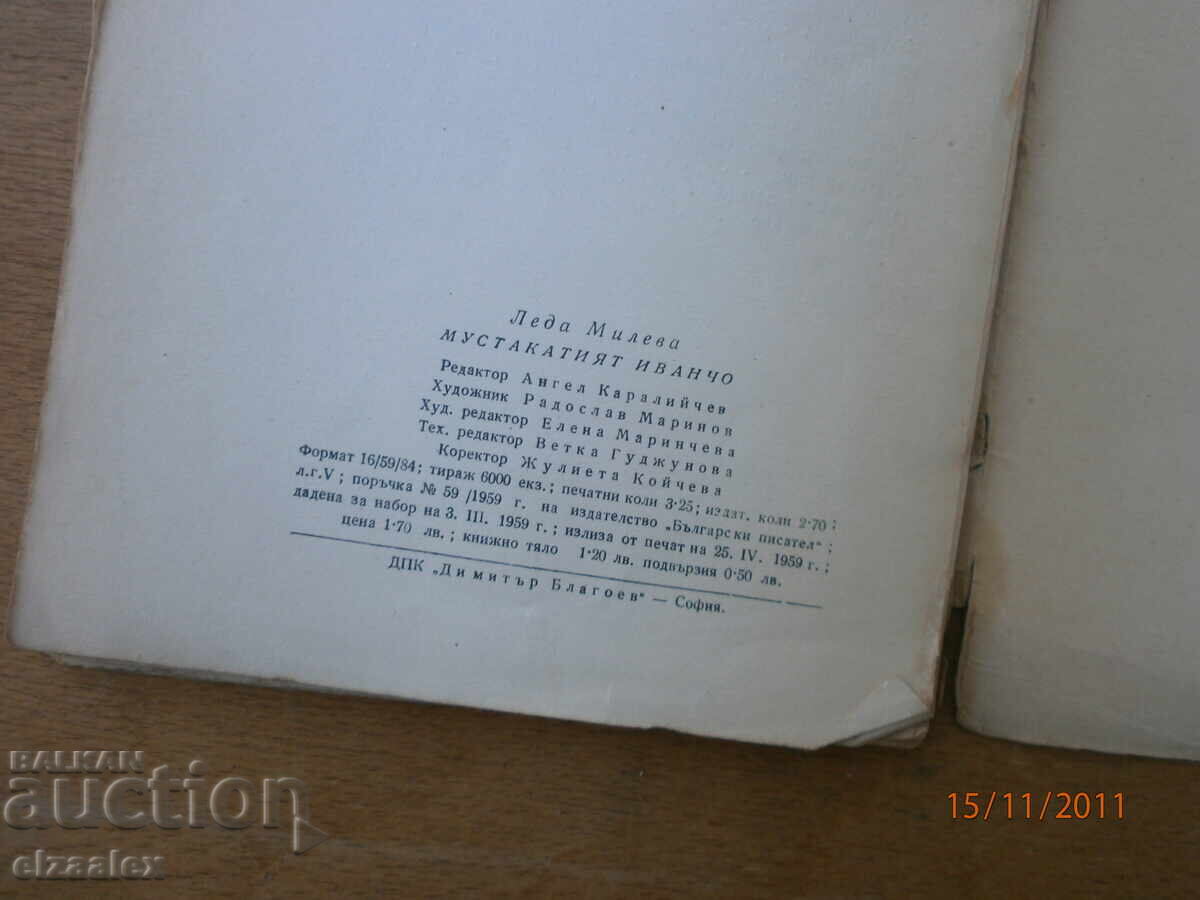 Леда Милева
МУСТАКАТИЯТ ИВАНЧО
Редактор Ангел Каралийчев
Художник Радослав Маринов
Худ. редактор Елена Маринчева
Тех. редактор Ветка Гуджунова
Коректор Жулиета Койчева
Формат 16/59/84; тираж 6000 екз.; печатни коли 3·25; издат. коли 2·70;
л.г. V; поръчка № 59 /1959 г. на издателство „Български писател“;
дадена за набор на 3. III. 1959 г.; излиза от печат на 25. IV. 1959 г.;
цена 1·70 лв.; книжно тяло 1·20 лв. подвързия 0·50 лв.
ДПК „Димитър Благоев“ — София.
BALKAN
auction
elzaalex
15/11/2011